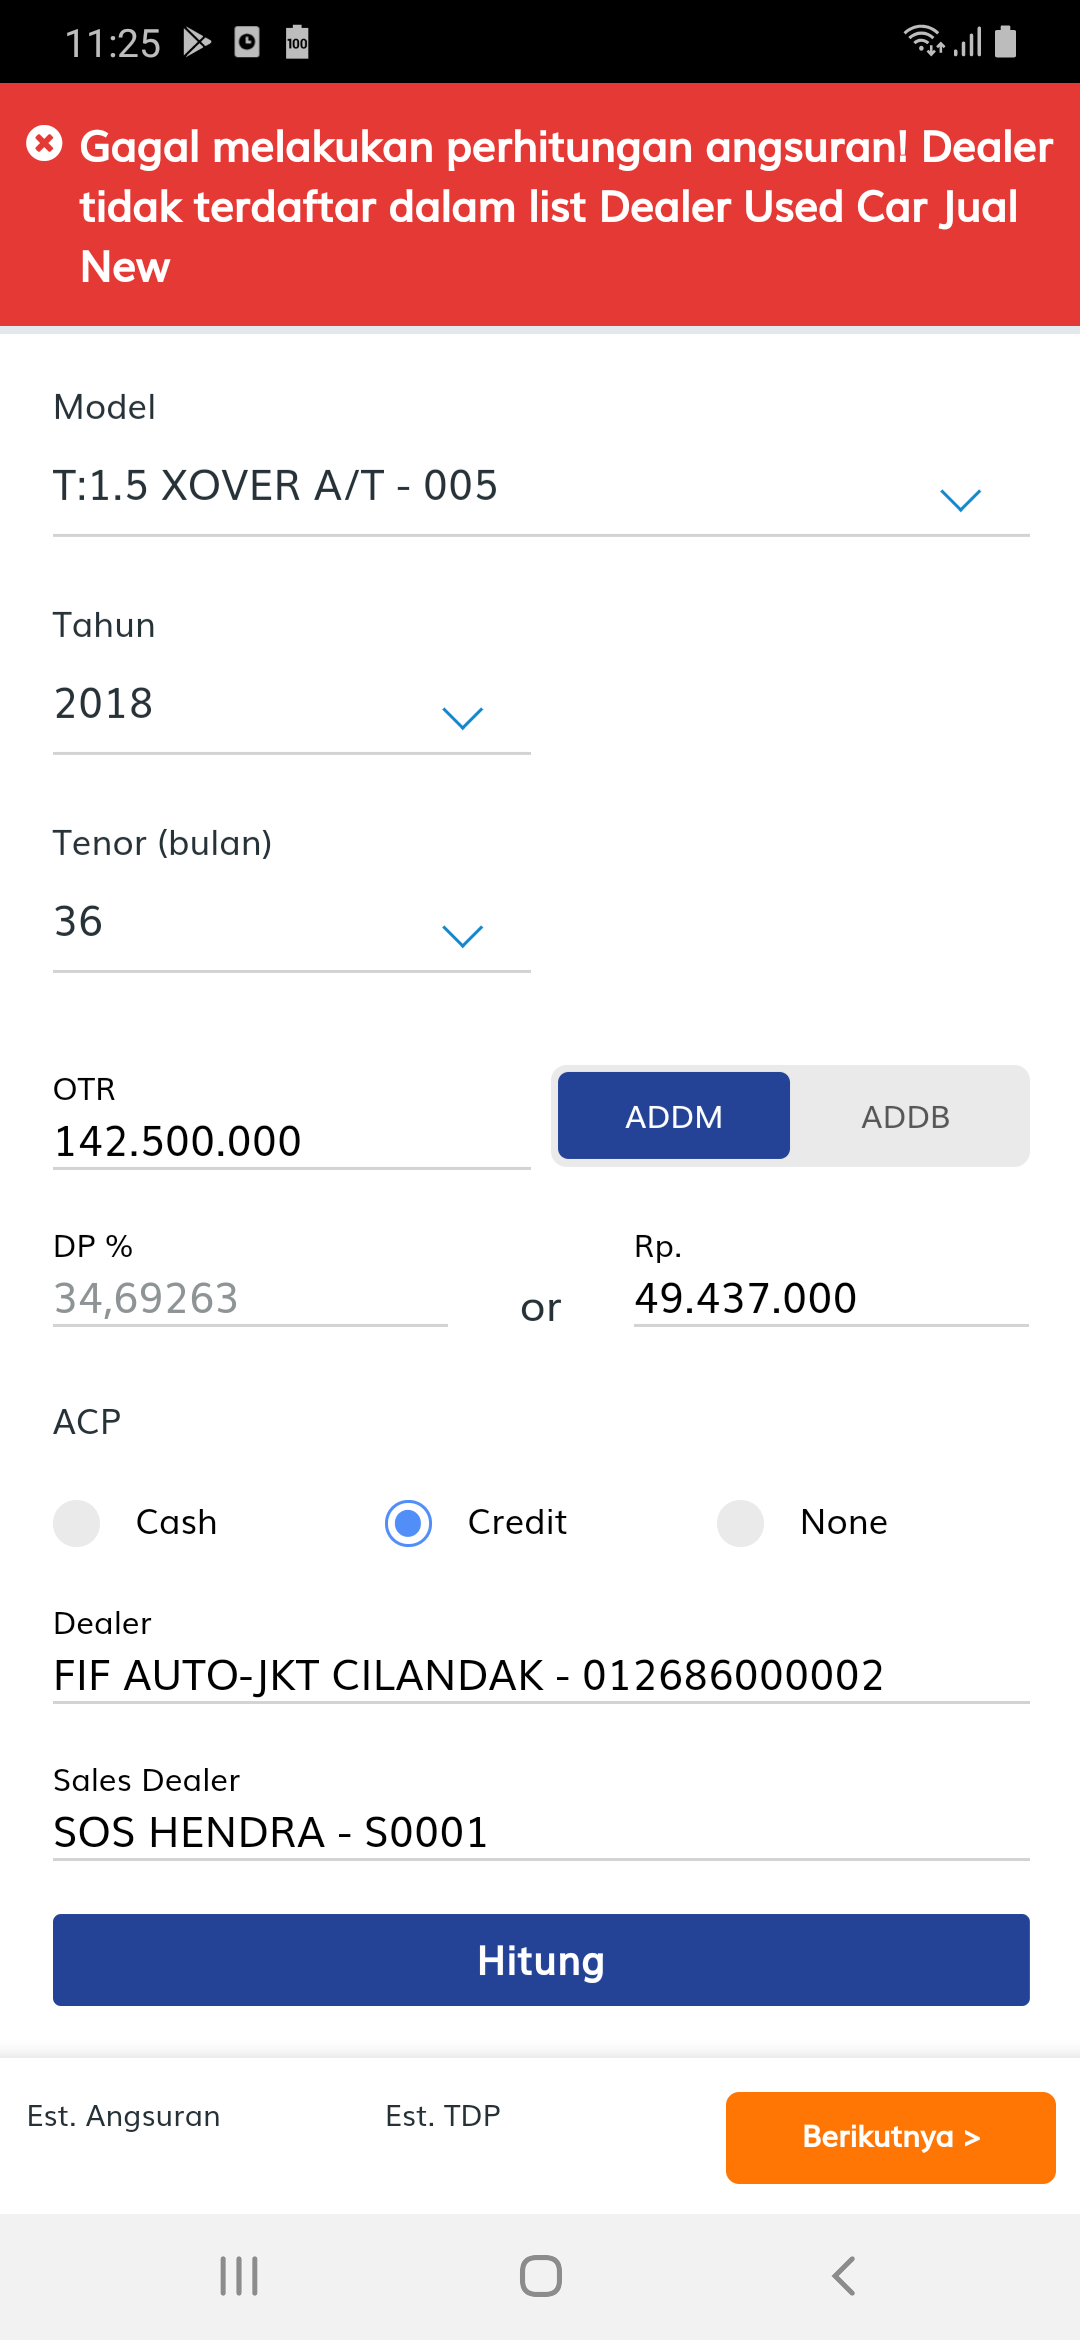 11:25
100
Gagal melakukan perhitungan angsuran! Dealer
tidak terdaftar dalam list Dealer Used Car Jual
New
Model
T:1.5 XOVER A/T - 005
Tahun
2018
Tenor (bulan)
36
OTR
142.500.000
ADDM
ADDB
DP %
34,69263
or
Rp.
49.437.000
ACP
Cash
Credit
None
Dealer
FIF AUTO-JKT CILANDAK - 012686000002
Sales Dealer
SOS HENDRA - S0001
Hitung
Est. Angsuran
Est. TDP
Berikutnya >